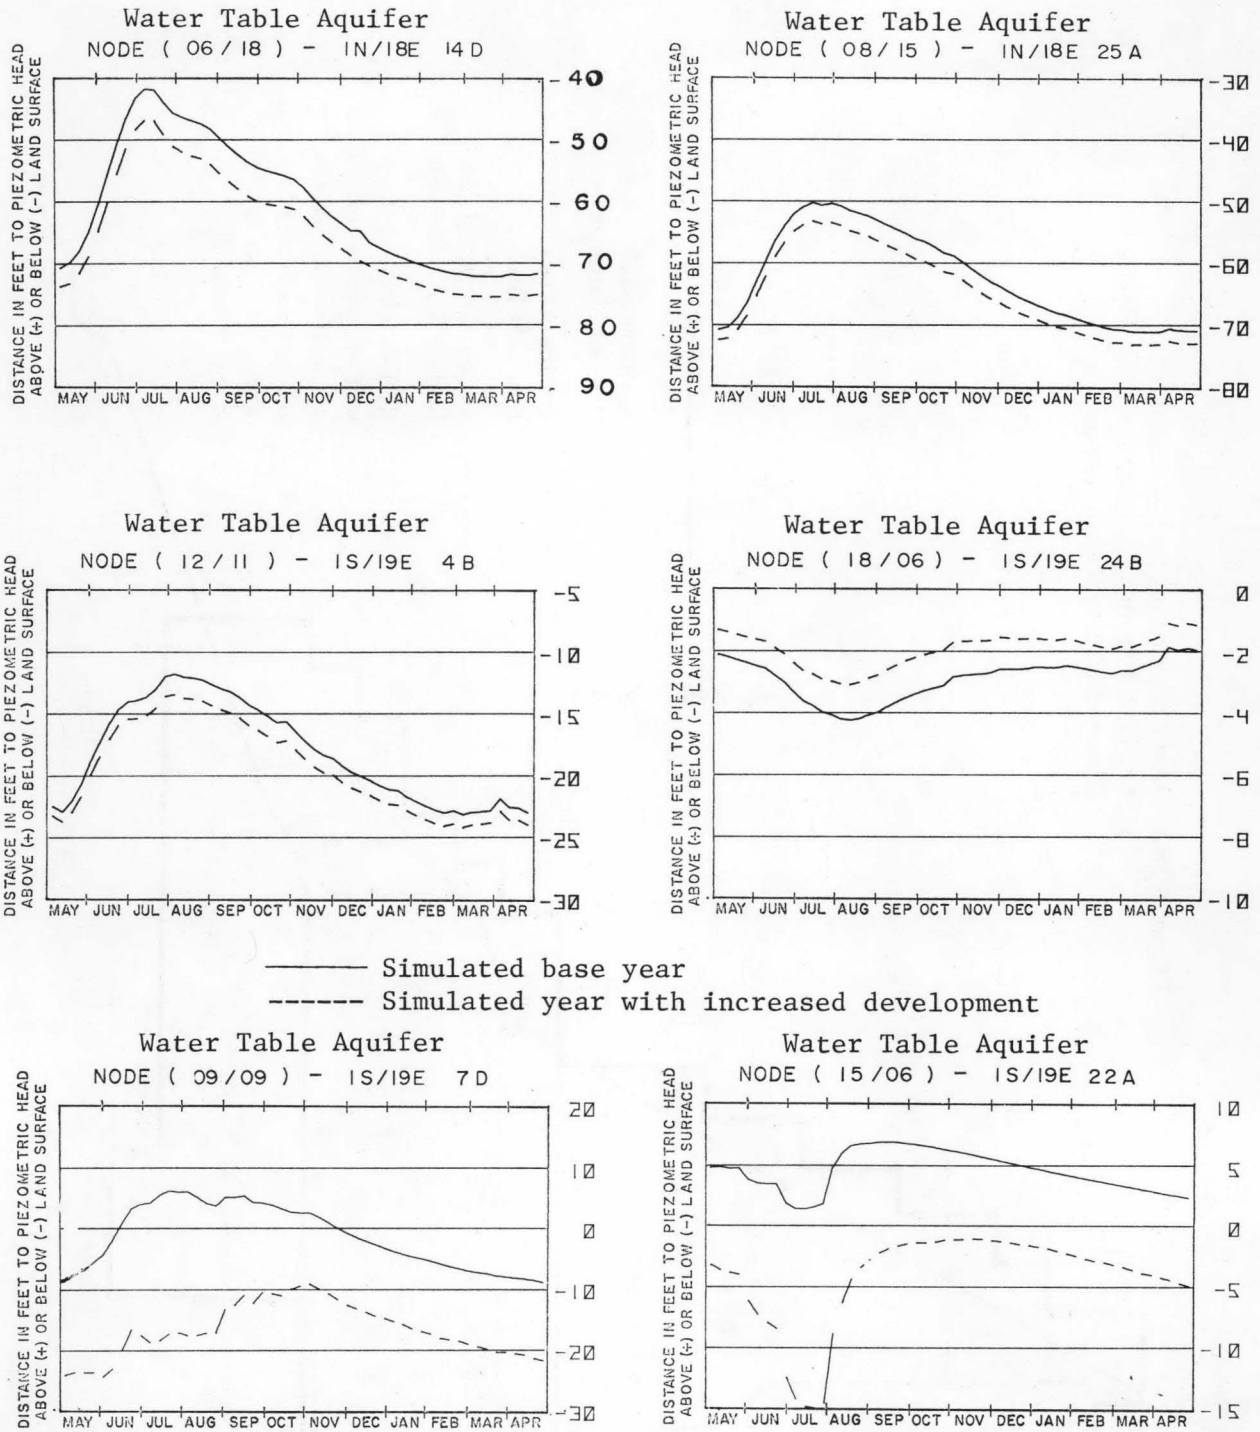 Water Table Aquifer
NODE ( 06 / 18 ) - 1N/18E 14 D
DISTANCE IN FEET TO PIEZOMETRIC HEAD
ABOVE (+) OR BELOW (-) LAND SURFACE
- 40
- 50
- 60
70
- 80
90
MAY JUN JUL AUG SEP OCT NOV DEC JAN FEB MAR APR
Water Table Aquifer
NODE ( 08 / 15 ) - 1N/18E 25 A
DISTANCE IN FEET TO PIEZOMETRIC HEAD
ABOVE (+) OR BELOW (-) LAND SURFACE
-30
-40
-50
-60
-70
-80
MAY JUN JUL AUG SEP OCT NOV DEC JAN FEB MAR APR
Water Table Aquifer
NODE ( 12 / 11 ) - 1S/19E 4 B
DISTANCE IN FEET TO PIEZOMETRIC HEAD
ABOVE (+) OR BELOW (-) LAND SURFACE
-5
-10
-15
-20
-25
-30
MAY JUN JUL AUG SEP OCT NOV DEC JAN FEB MAR APR
Water Table Aquifer
NODE ( 18 / 06 ) - 1S/19E 24 B
DISTANCE IN FEET TO PIEZOMETRIC HEAD
ABOVE (+) OR BELOW (-) LAND SURFACE
0
-2
-4
-6
-8
-10
MAY JUN JUL AUG SEP OCT NOV DEC JAN FEB MAR APR
Simulated base year
Simulated year with increased development
Water Table Aquifer
NODE ( 09 / 09 ) - 1S/19E 7 D
DISTANCE IN FEET TO PIEZOMETRIC HEAD
ABOVE (+) OR BELOW (-) LAND SURFACE
20
10
0
-10
-20
-30
MAY JUN JUL AUG SEP OCT NOV DEC JAN FEB MAR APR
Water Table Aquifer
NODE ( 15 / 06 ) - 1S/19E 22 A
DISTANCE IN FEET TO PIEZOMETRIC HEAD
ABOVE (+) OR BELOW (-) LAND SURFACE
10
5
0
-5
-10
-15
MAY JUN JUL AUG SEP OCT NOV DEC JAN FEB MAR APR